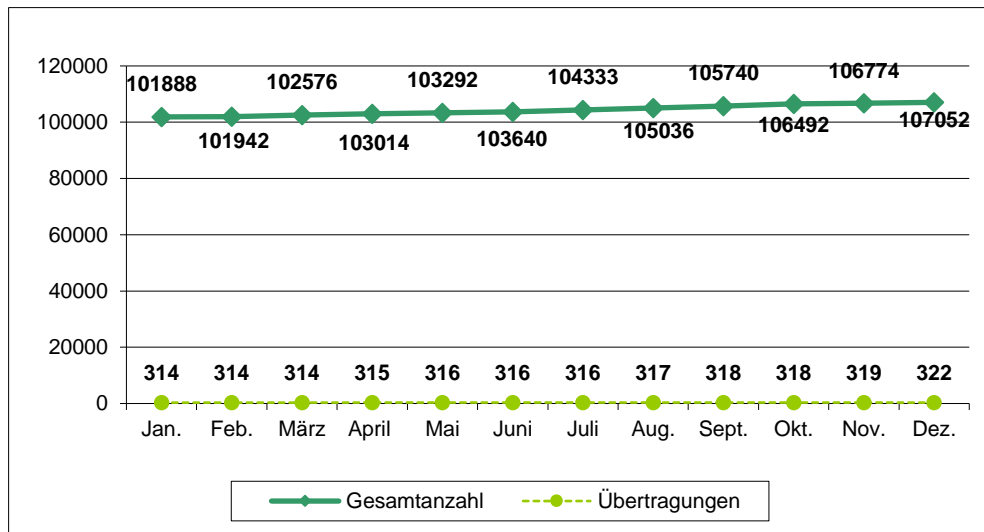 120000
101888 102576 103292 104333 105740 106774
100000
101942 103014 103640 105036 106492 107052
80000
60000
40000
20000
314 314 314 315 316 316 316 317 318 318 319 322
0
Jan. Feb. März April Mai Juni Juli Aug. Sept. Okt. Nov. Dez.
Gesamtanzahl Übertragungen